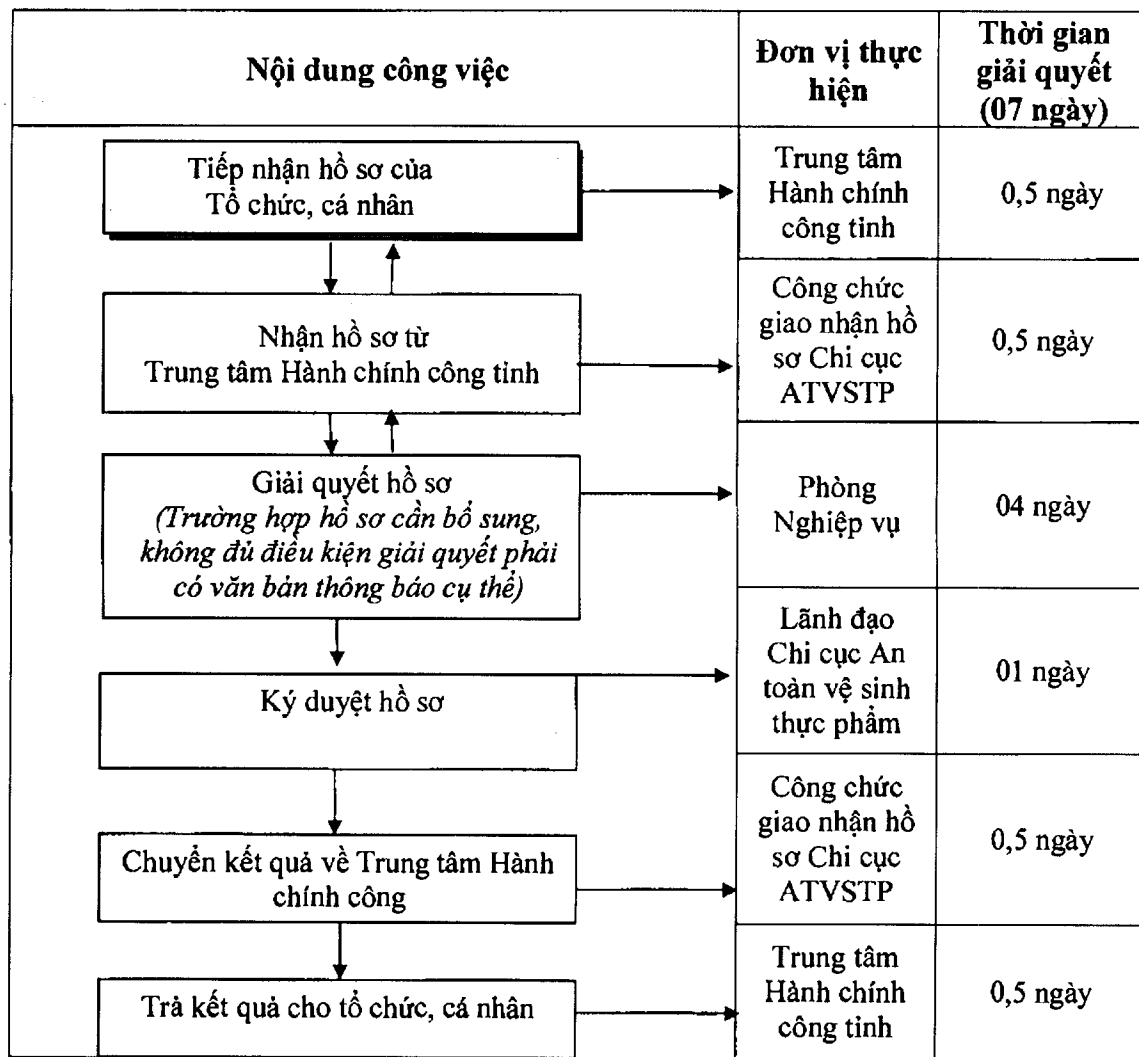 Nội dung công việc
Đơn vị thực
hiện
Thời gian
giải quyết
(07 ngày)
Tiếp nhận hồ sơ của
Tổ chức, cá nhân
Trung tâm
Hành chính
công tỉnh
0,5 ngày
Nhận hồ sơ từ
Trung tâm Hành chính công tỉnh
Công chức
giao nhận hồ
sơ Chi cục
ATVSTP
0,5 ngày
Giải quyết hồ sơ
(Trường hợp hồ sơ cần bổ sung,
không đủ điều kiện giải quyết phải
có văn bản thông báo cụ thể)
Phòng
Nghiệp vụ
04 ngày
Ký duyệt hồ sơ
Lãnh đạo
Chi cục An
toàn vệ sinh
thực phẩm
01 ngày
Chuyển kết quả về Trung tâm Hành
chính công
Công chức
giao nhận hồ
sơ Chi cục
ATVSTP
0,5 ngày
Trả kết quả cho tổ chức, cá nhân
Trung tâm
Hành chính
công tỉnh
0,5 ngày